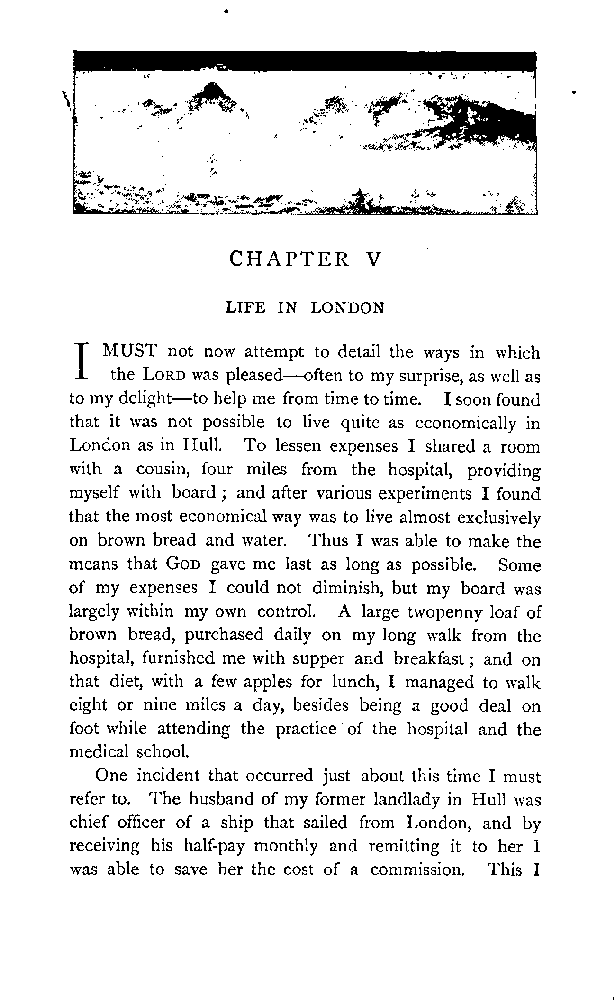 CHAPTER V
LIFE IN LONDON
I MUST not now attempt to detail the ways in which
the LORD was pleased—often to my surprise, as well as
to my delight—to help me from time to time. I soon found
that it was not possible to live quite as economically in
London as in Hull. To lessen expenses I shared a room
with a cousin, four miles from the hospital, providing
myself with board; and after various experiments I found
that the most economical way was to live almost exclusively
on brown bread and water. Thus I was able to make the
means that GOD gave me last as long as possible. Some
of my expenses I could not diminish, but my board was
largely within my own control. A large twopenny loaf of
brown bread, purchased daily on my long walk from the
hospital, furnished me with supper and breakfast; and on
that diet, with a few apples for lunch, I managed to walk
eight or nine miles a day, besides being a good deal on
foot while attending the practice of the hospital and the
medical school.
One incident that occurred just about this time I must
refer to. The husband of my former landlady in Hull was
chief officer of a ship that sailed from London, and by
receiving his half-pay monthly and remitting it to her I
was able to save her the cost of a commission. This I